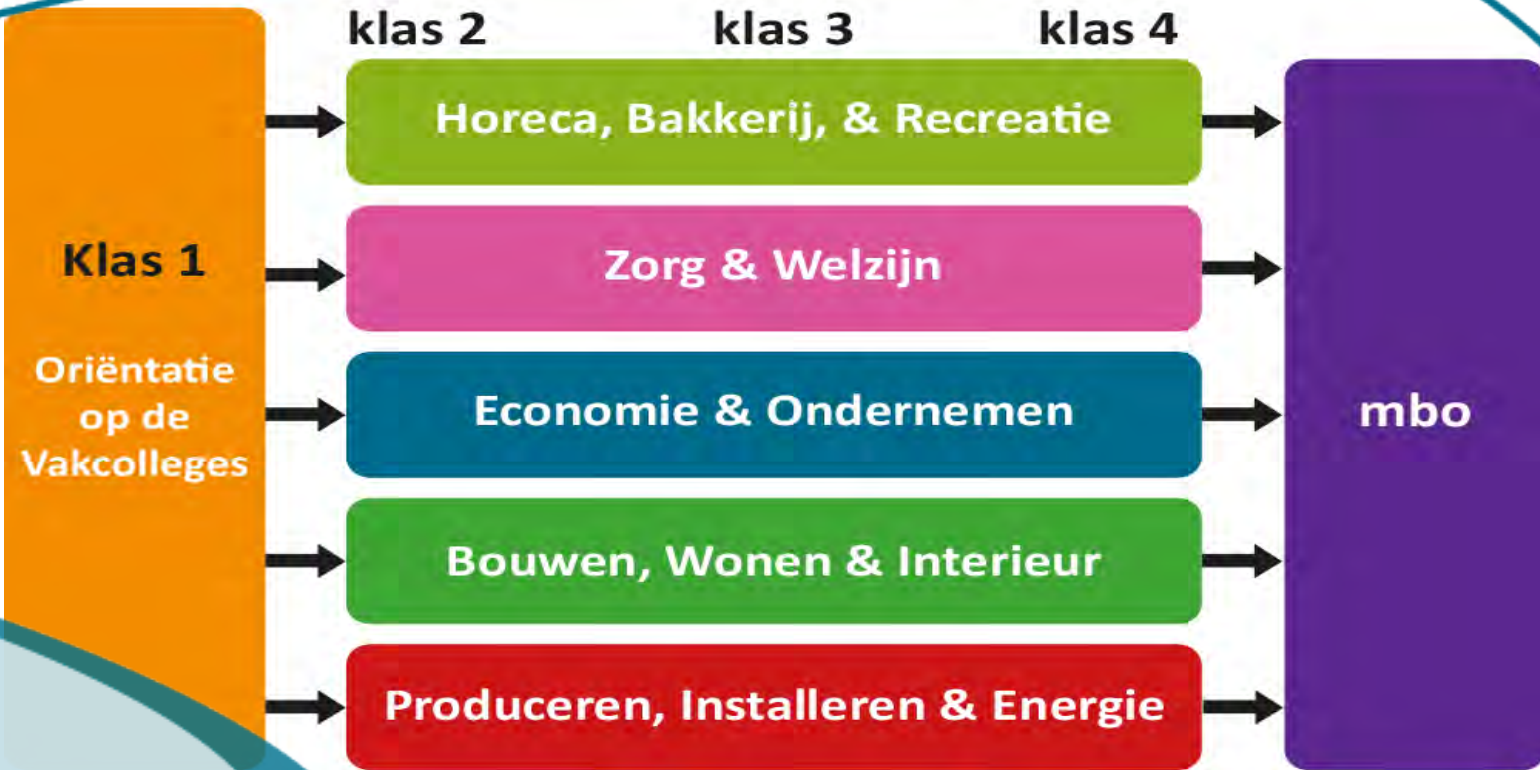 klas 2 klas 3 klas 4
Klas 1
Oriëntatie
op de
Vakcolleges
Horeca, Bakkerij, & Recreatie
Zorg & Welzijn
Economie & Ondernemen
Bouwen, Wonen & Interieur
Produceren, Installeren & Energie
mbo